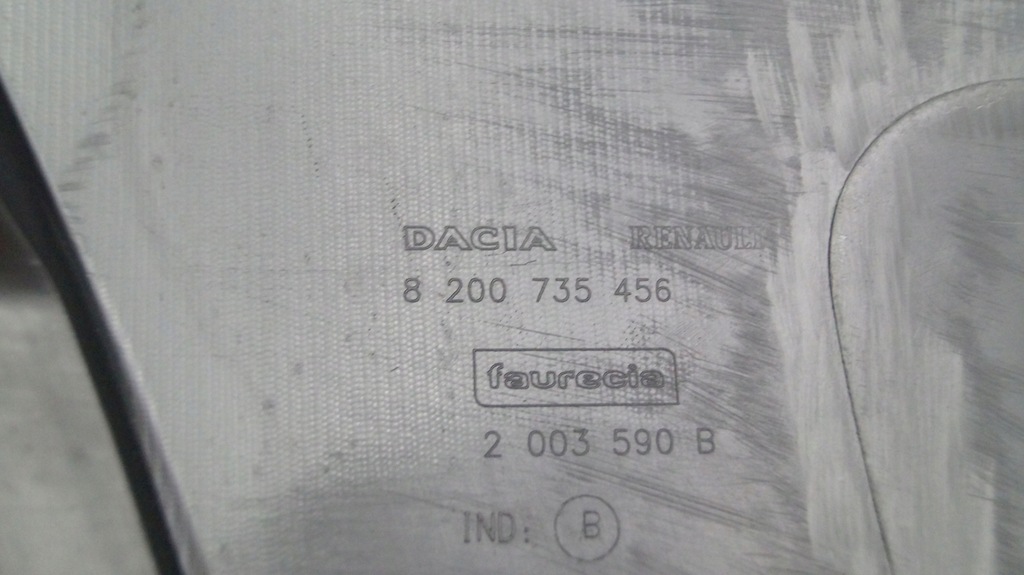 DACIA RENAULT
8 200 735 456
faurecia
2 003 590 B
IND: B